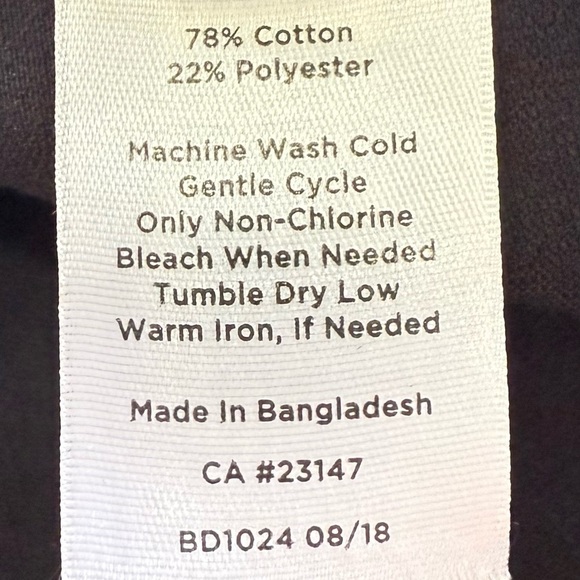 78% Cotton
22% Polyester
Machine Wash Cold
Gentle Cycle
Only Non-Chlorine
Bleach When Needed
Tumble Dry Low
Warm Iron, If Needed
Made In Bangladesh
CA #23147
BD1024 08/18